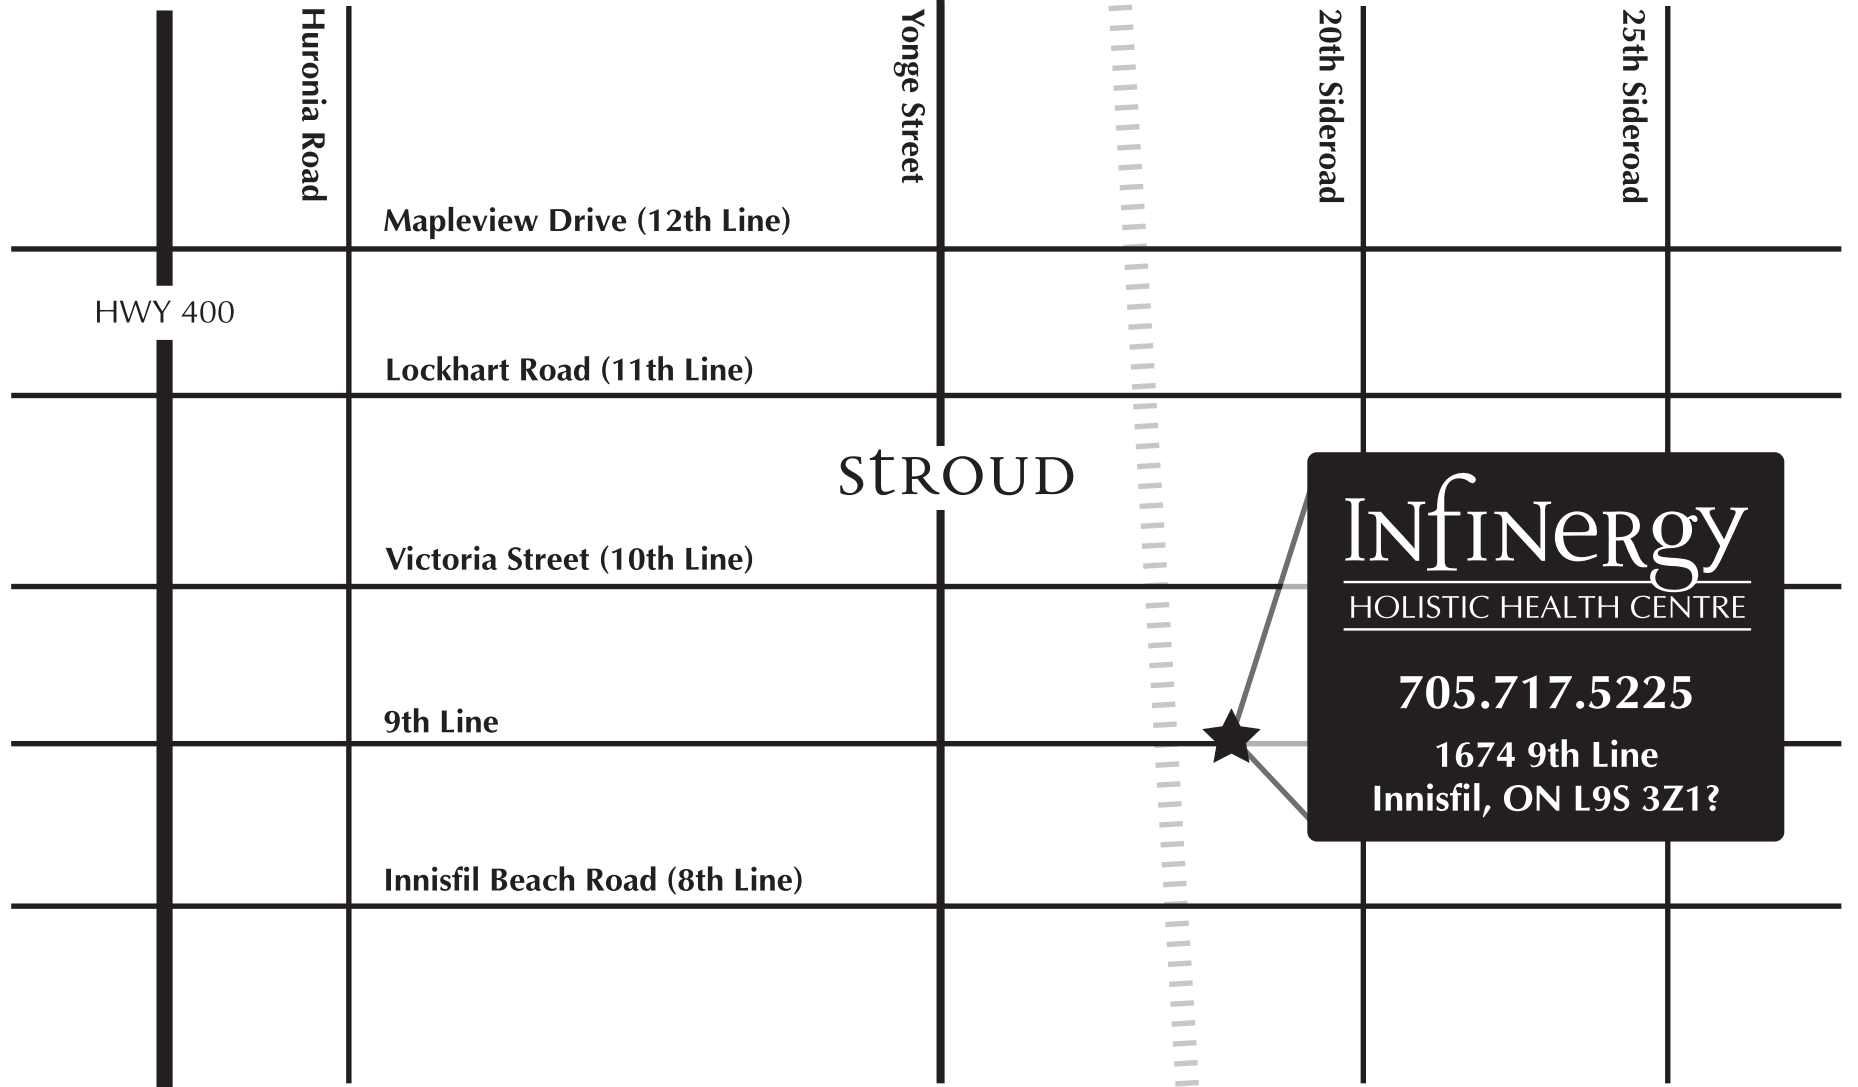 Huronia Road
Yonge Street
20th Sideroad
25th Sideroad
Mapleview Drive (12th Line)
HWY 400
Lockhart Road (11th Line)
StROUD
Victoria Street (10th Line)
INfINeRgy
HOLISTIC HEALTH CENTRE
705.717.5225
1674 9th Line
Innisfil, ON L9S 3Z1?
9th Line
Innisfil Beach Road (8th Line)